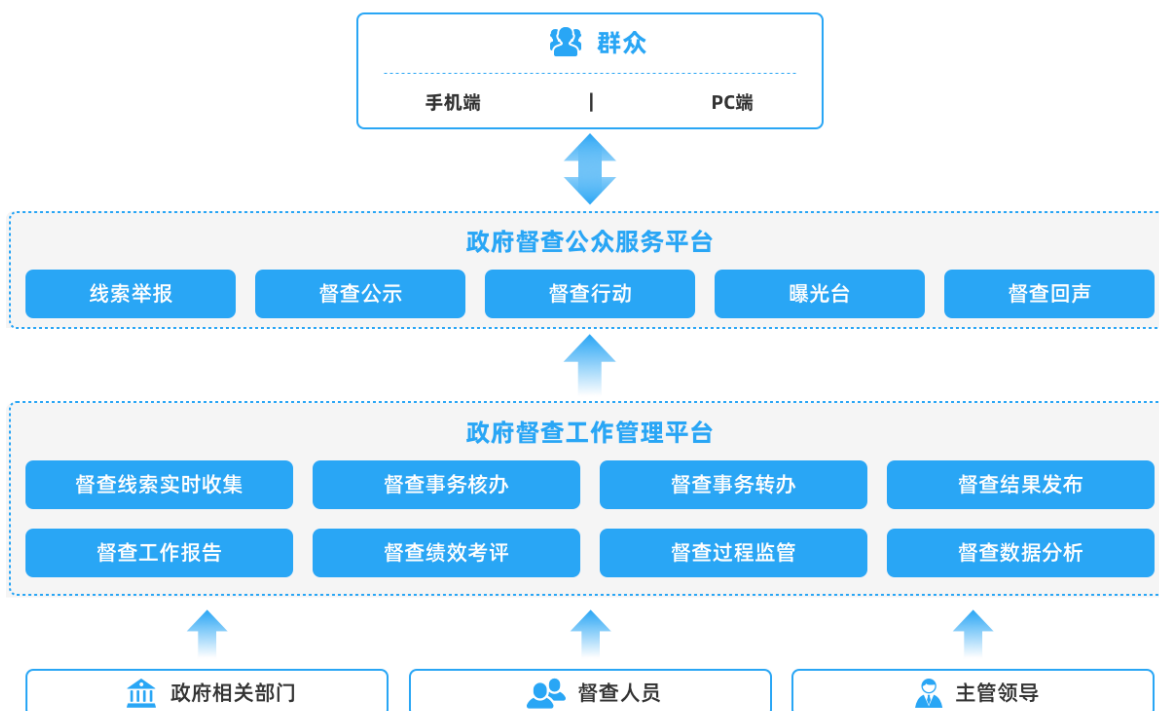 群众
手机端 | PC端
政府督查公众服务平台
线索举报 督查公示 督查行动 曝光台 督查回声
政府督查工作管理平台
督查线索实时收集 督查事务核办 督查事务转办 督查结果发布
督查工作报告 督查绩效考评 督查过程监管 督查数据分析
政府相关部门 督查人员 主管领导